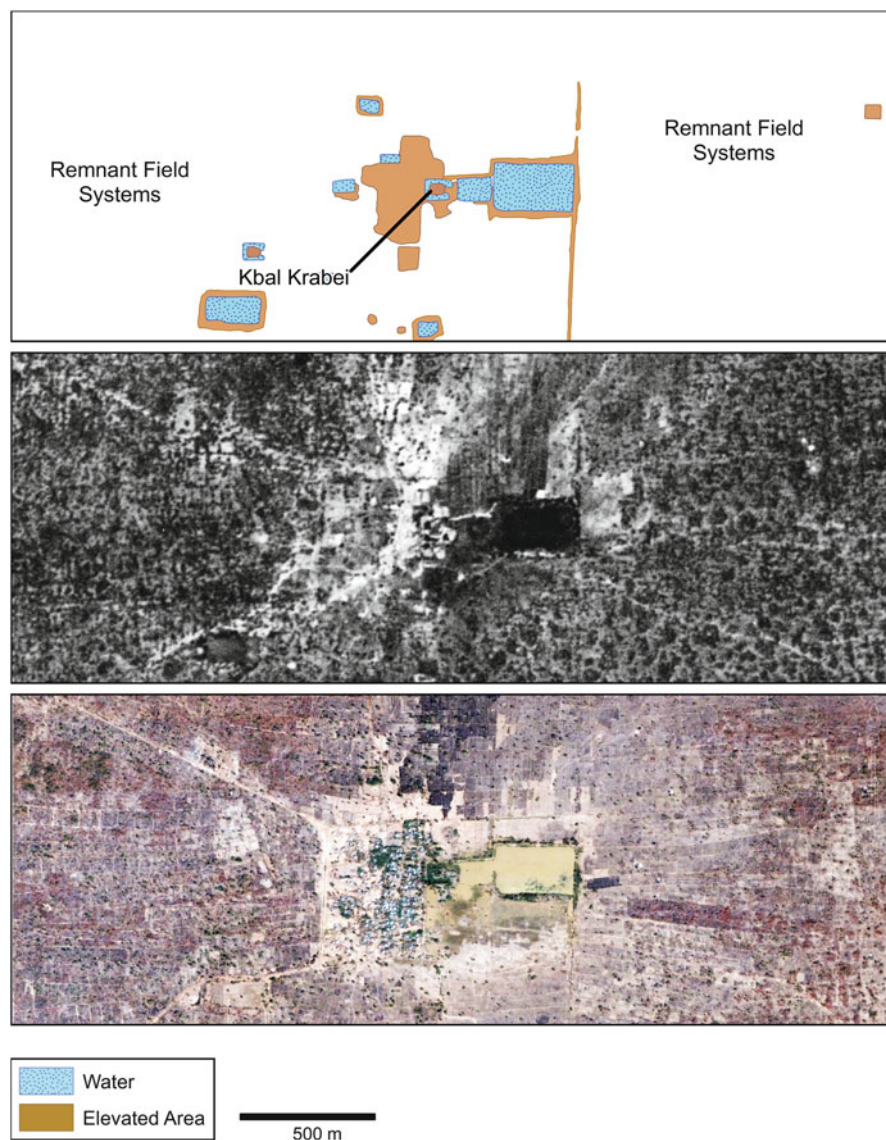 Remnant Field
Systems
Remnant Field
Systems
Kbal Krabei
Water
Elevated Area
500 m